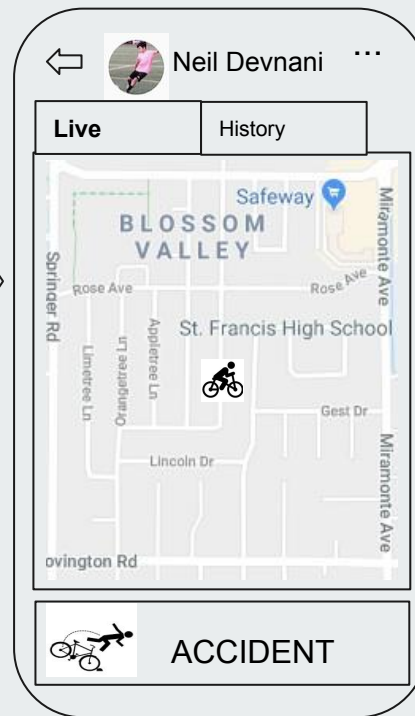 Neil Devnani ...
Live
History
Safeway
BLOSSOM
VALLEY
Miramonte Ave
Springer Rd
Rose Ave
Rose Ave
St. Francis High School
Limetree Ln
Orangetree Ln
Appletree Ln
Gest Dr
Lincoln Dr
Miramonte Ave
ovington Rd
ACCIDENT